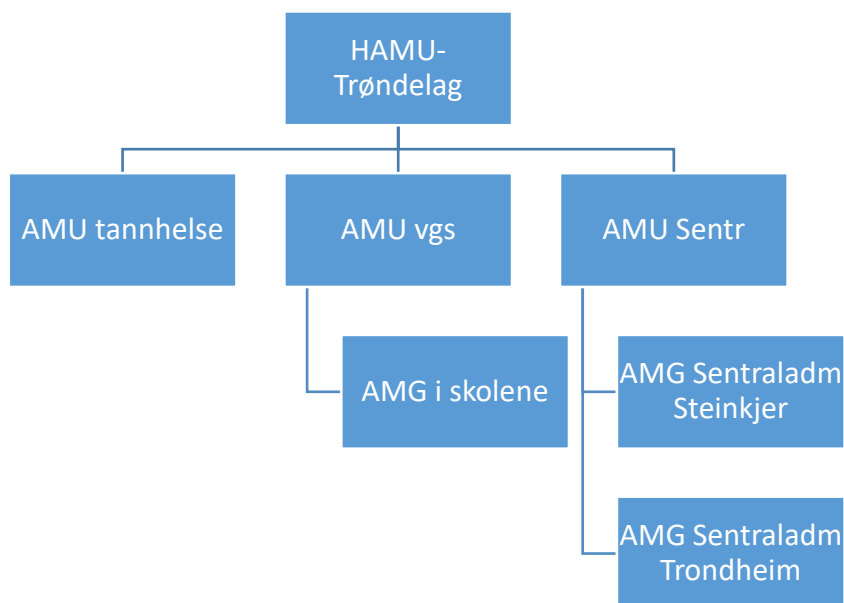 HAMU-
Trøndelag
AMU tannhelse
AMU vgs
AMU Sentr
AMG i skolene
AMG Sentraladm
Steinkjer
AMG Sentraladm
Trondheim